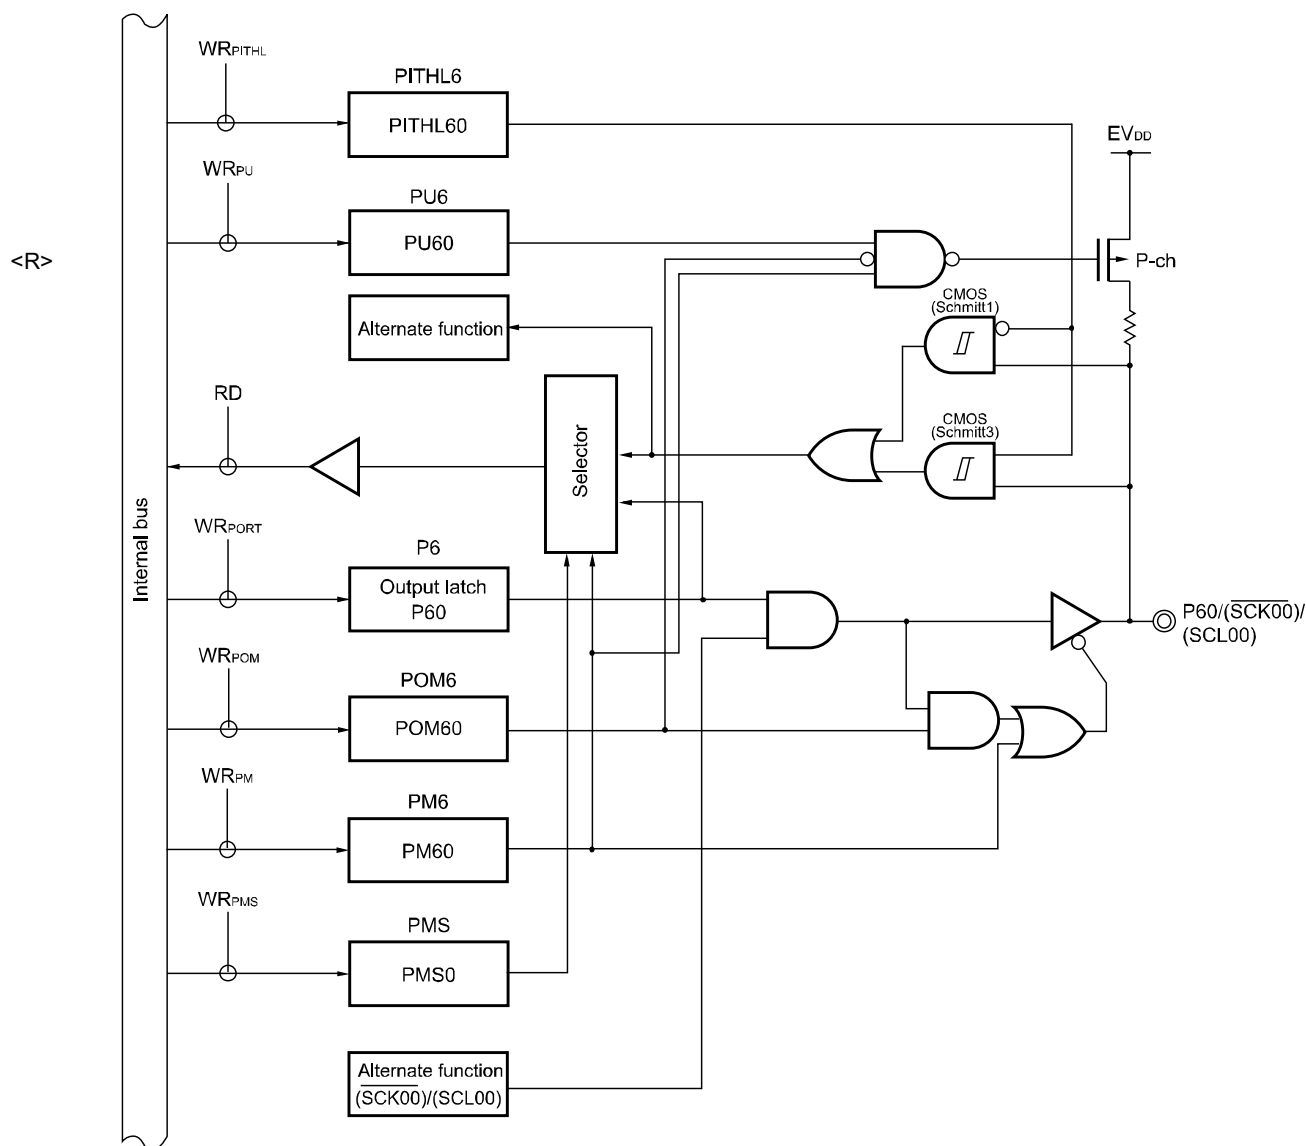 WRPITHL
PITHL6
PITHL60
EVDD
WRPU
PU6
PU60
<R>
P-ch
CMOS
(Schmitt1)
Alternate function
RD
CMOS
(Schmitt3)
Selector
Internal bus
WRPORT
P6
Output latch
P60
P60/(SCK00)/
(SCL00)
WRPOM
POM6
POM60
WRPM
PM6
PM60
WRPMS
PMS
PMS0
Alternate function
(SCK00)/(SCL00)